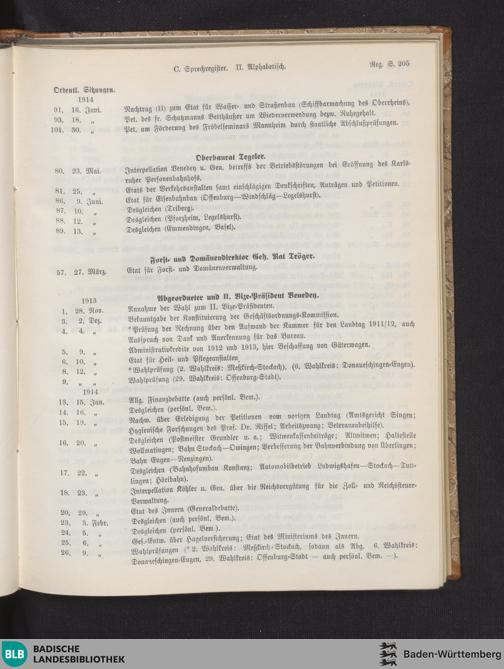 C. Sprechregister. II. Alphabetisch. Reg. S. 205
Ordentl. Sitzungen.
1914
91. 16. Juni. Nachtrag (II) zum Etat für Wasser- und Straßenbau (Schiffbarmachung des Oberrheins).
93. 18. „ Pet. des fr. Schutzmanns Betthäuser um Wiederverwendung bezw. Ruhegehalt.
101. 30. „ Pet. um Förderung des Fröbelseminars Mannheim durch staatliche Abschlußprüfungen.
Oberbaurat Tegeler.
80. 23. Mai. Interpellation Venedey u. Gen. betreffs der Betriebsstörungen bei Eröffnung des Karls-
ruher Personenbahnhofs.
81. 25. „ Etats der Verkehrsanstalten samt einschlägigen Denkschriften, Anträgen und Petitionen.
86. 9. Juni. Etat für Eisenbahnbau (Offenburg—Windschläg—Legelshurst).
87. 10. „ Desgleichen (Triberg).
88. 12. „ Desgleichen (Pforzheim, Legelshurst).
89. 13. „ Desgleichen (Emmendingen, Basel).
Forst- und Domänendirektor Geh. Rat Tröger.
57. 27. März. Etat für Forst- und Domänenverwaltung.
Abgeordneter und II. Vize-Präsident Venedey.
1913
1. 28. Nov. Annahme der Wahl zum II. Vize-Präsidenten.
3. 2. Dez. Bekanntgabe der Konstituierung der Geschäftsordnungs-Kommission.
4. 4. „ *Prüfung der Rechnung über den Aufwand der Kammer für den Landtag 1911/12, auch
Ausspruch von Dank und Anerkennung für das Bureau.
5. 9. „ Administrativkredite von 1912 und 1913, hier Beschaffung von Güterwagen.
6. 10. „ Etat für Heil- und Pflegeanstalten.
8. 12. „ *Wahlprüfung (2. Wahlkreis: Meßkirch-Stockach), (6. Wahlkreis: Donaueschingen-Engen).
9. „ „ Wahlprüfung (29. Wahlkreis: Offenburg-Stadt).
1914
13. 15. Jan. Allg. Finanzdebatte (auch persönl. Bem.).
14. 16. „ Desgleichen (persönl. Bem.).
15. 19. „ Nachw. über Erledigung der Petitionen vom vorigen Landtag (Amtsgericht Singen;
Hygienische Forschungen des Prof. Dr. Riffel; Arbeitszwang; Veteranenbeihilfe).
16. 20. „ Desgleichen (Postmeister Grundler u. a.; Witwenkassenbeiträge; Altwitwen; Haltestelle
Wollmatingen; Bahn Stockach—Owingen; Verbesserung der Bahnverbindung von Überlingen;
Bahn Engen—Nenzingen).
17. 22. „ Desgleichen (Bahnhofumbau Konstanz; Automobilbetrieb Ludwigshafen—Stockach—Tutt-
lingen; Höribahn).
18. 23. „ Interpellation Köhler u. Gen. über die Reichsvergütung für die Zoll- und Reichssteuer-
Verwaltung.
20. 29. „ Etat des Innern (Generaldebatte).
23. 3. Febr. Desgleichen (auch persönl. Bem.).
24. 5. „ Desgleichen (persönl. Bem.).
25. 6. „ Ges.-Entw. über Hagelversicherung; Etat des Ministeriums des Innern.
26. 9. „ Wahlprüfungen (*2. Wahlkreis: Meßkirch-Stockach, sodann als Abg. 6. Wahlkreis:
Donaueschingen-Engen, 29. Wahlkreis: Offenburg-Stadt — auch persönl. Bem. —).
BLB BADISCHE
LANDESBIBLIOTHEK
Baden-Württemberg